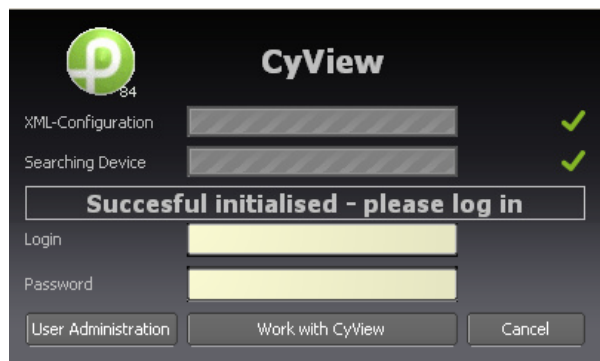 P
84
CyView
XML-Configuration
Searching Device
Succesful initialised - please log in
Login
Password
User Administration Work with CyView Cancel